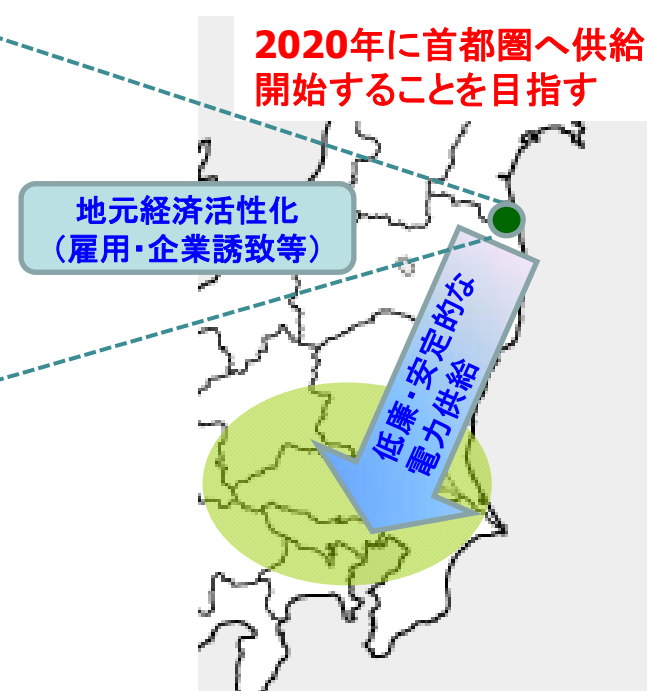 2020年に首都圏へ供給
開始することを目指す
地元経済活性化
（雇用・企業誘致等）
低廉・安定的な
電力供給